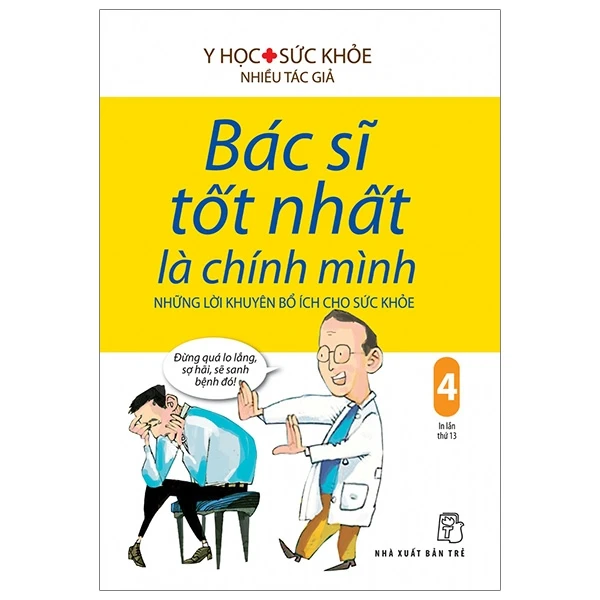 Y HỌC SỨC KHỎE
NHIỀU TÁC GIẢ
Bác sĩ
tốt nhất
là chính mình
NHỮNG LỜI KHUYÊN BỔ ÍCH CHO SỨC KHỎE
Đừng quá lo lắng,
sợ hãi, sẽ sanh
bệnh đó!
4
In lần
thứ 13
NHÀ XUẤT BẢN TRẺ